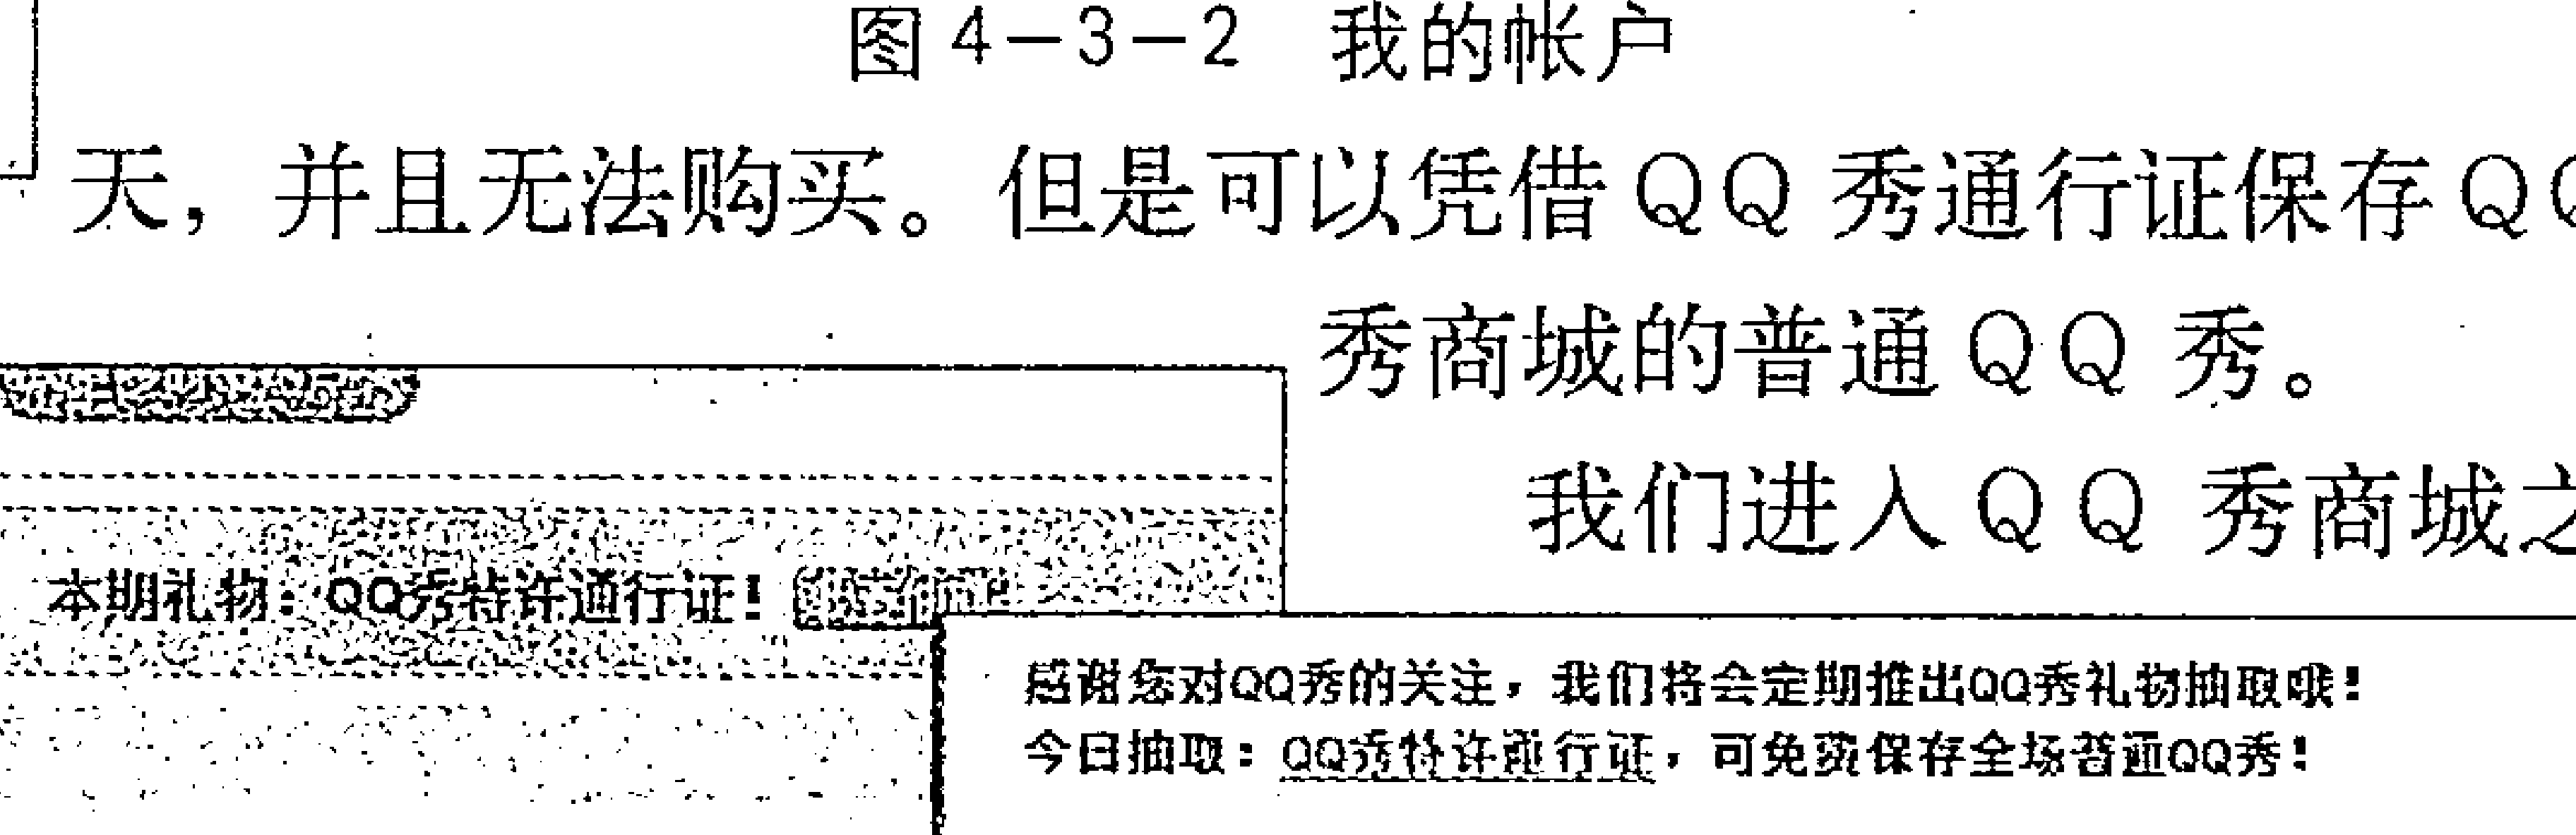 图 4-3-2 我的帐户
天，并且无法购买。但是可以凭借 QQ 秀通行证保存 QQ
秀商城的普通 QQ 秀。
我们进入 QQ 秀商城之
本期礼物：QQ秀特许通行证！
感谢您对QQ秀的关注，我们将会定期推出QQ秀礼物抽取哦！
今日抽取：QQ秀特许通行证，可免费保存全场普通QQ秀！